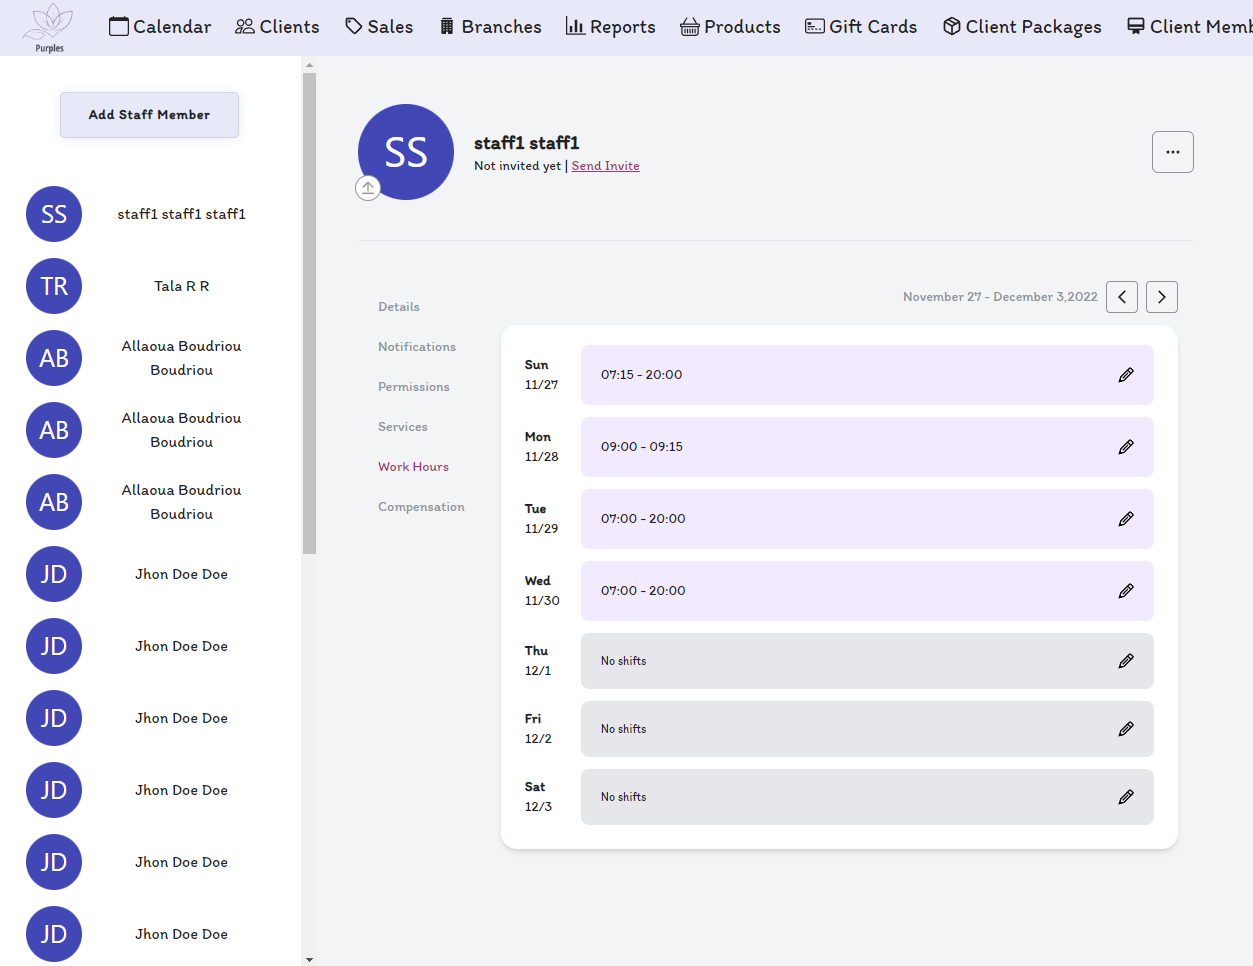 Purples
Calendar
Clients
Sales
Branches
Reports
Products
Gift Cards
Client Packages
Client Memb
Add Staff Member
SS
staff1 staff1 staff1
TR
Tala R R
AB
Allaoua Boudriou
Boudriou
AB
Allaoua Boudriou
Boudriou
AB
Allaoua Boudriou
Boudriou
JD
Jhon Doe Doe
JD
Jhon Doe Doe
JD
Jhon Doe Doe
JD
Jhon Doe Doe
JD
Jhon Doe Doe
JD
Jhon Doe Doe
SS
staff1 staff1
Not invited yet | Send Invite
Details
Notifications
Permissions
Services
Work Hours
Compensation
November 27 - December 3,2022
Sun
11/27
07:15 - 20:00
Mon
11/28
09:00 - 09:15
Tue
11/29
07:00 - 20:00
Wed
11/30
07:00 - 20:00
Thu
12/1
No shifts
Fri
12/2
No shifts
Sat
12/3
No shifts